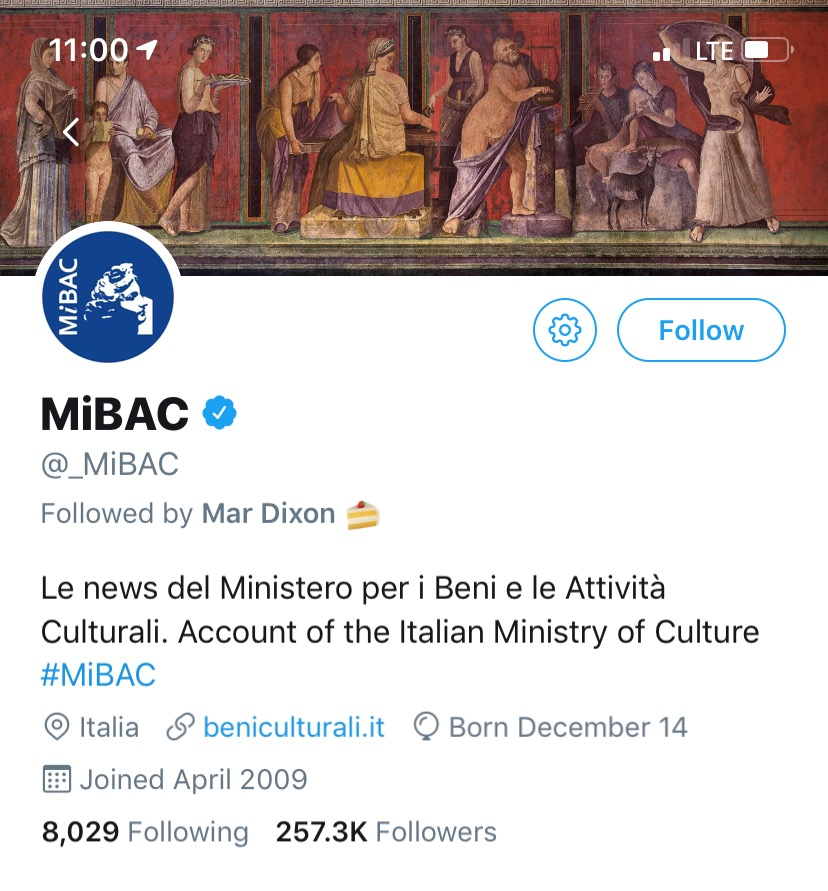 11:00 LTE
MiBAC
Follow
MiBAC
@_MiBAC
Followed by Mar Dixon 🍰
Le news del Ministero per i Beni e le Attività
Culturali. Account of the Italian Ministry of Culture
#MiBAC
Italia beniculturali.it Born December 14
Joined April 2009
8,029 Following 257.3K Followers